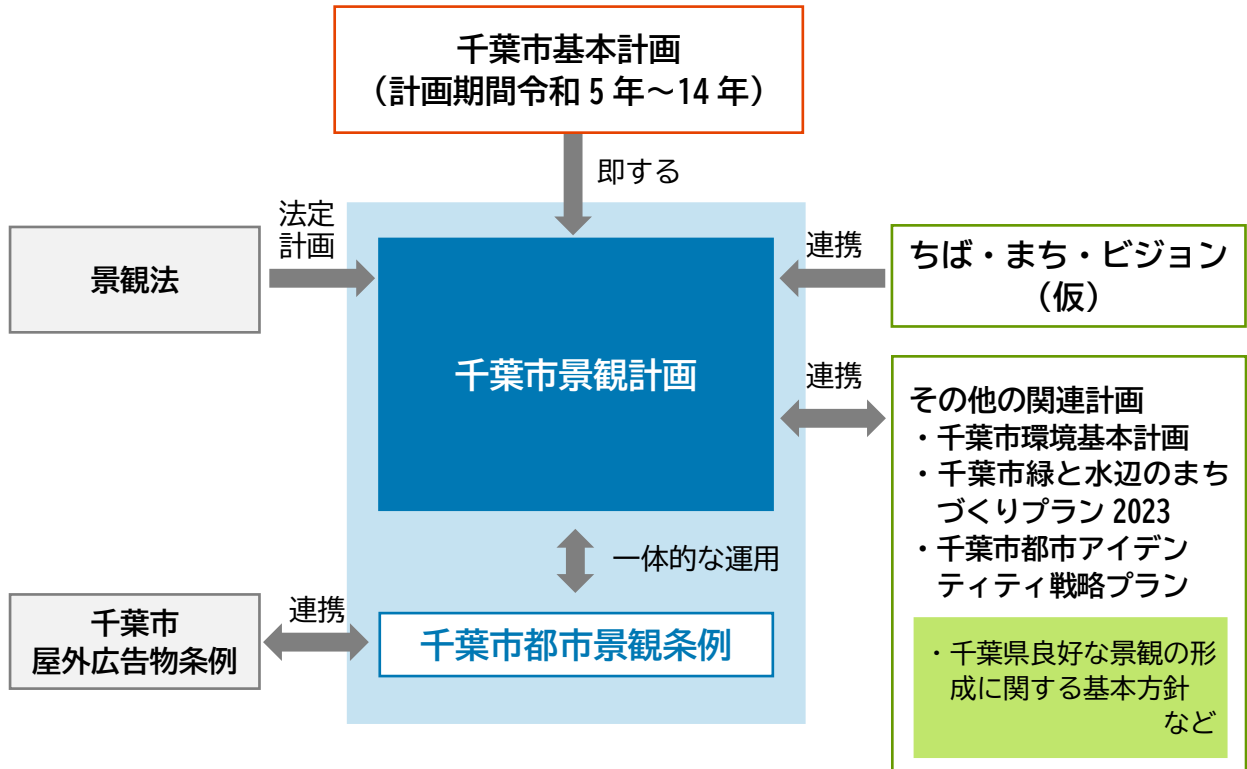 千葉市基本計画
(計画期間令和5年～14年)
即する
法定
計画
景観法
千葉市景観計画
連携
ちば・まち・ビジョン
(仮)
連携
その他の関連計画
・千葉市環境基本計画
・千葉市緑と水辺のまち
づくりプラン 2023
・千葉市都市アイデン
ティティ戦略プラン
・千葉県良好な景観の形
成に関する基本方針
など
一体的な運用
千葉市
屋外広告物条例
連携
千葉市都市景観条例